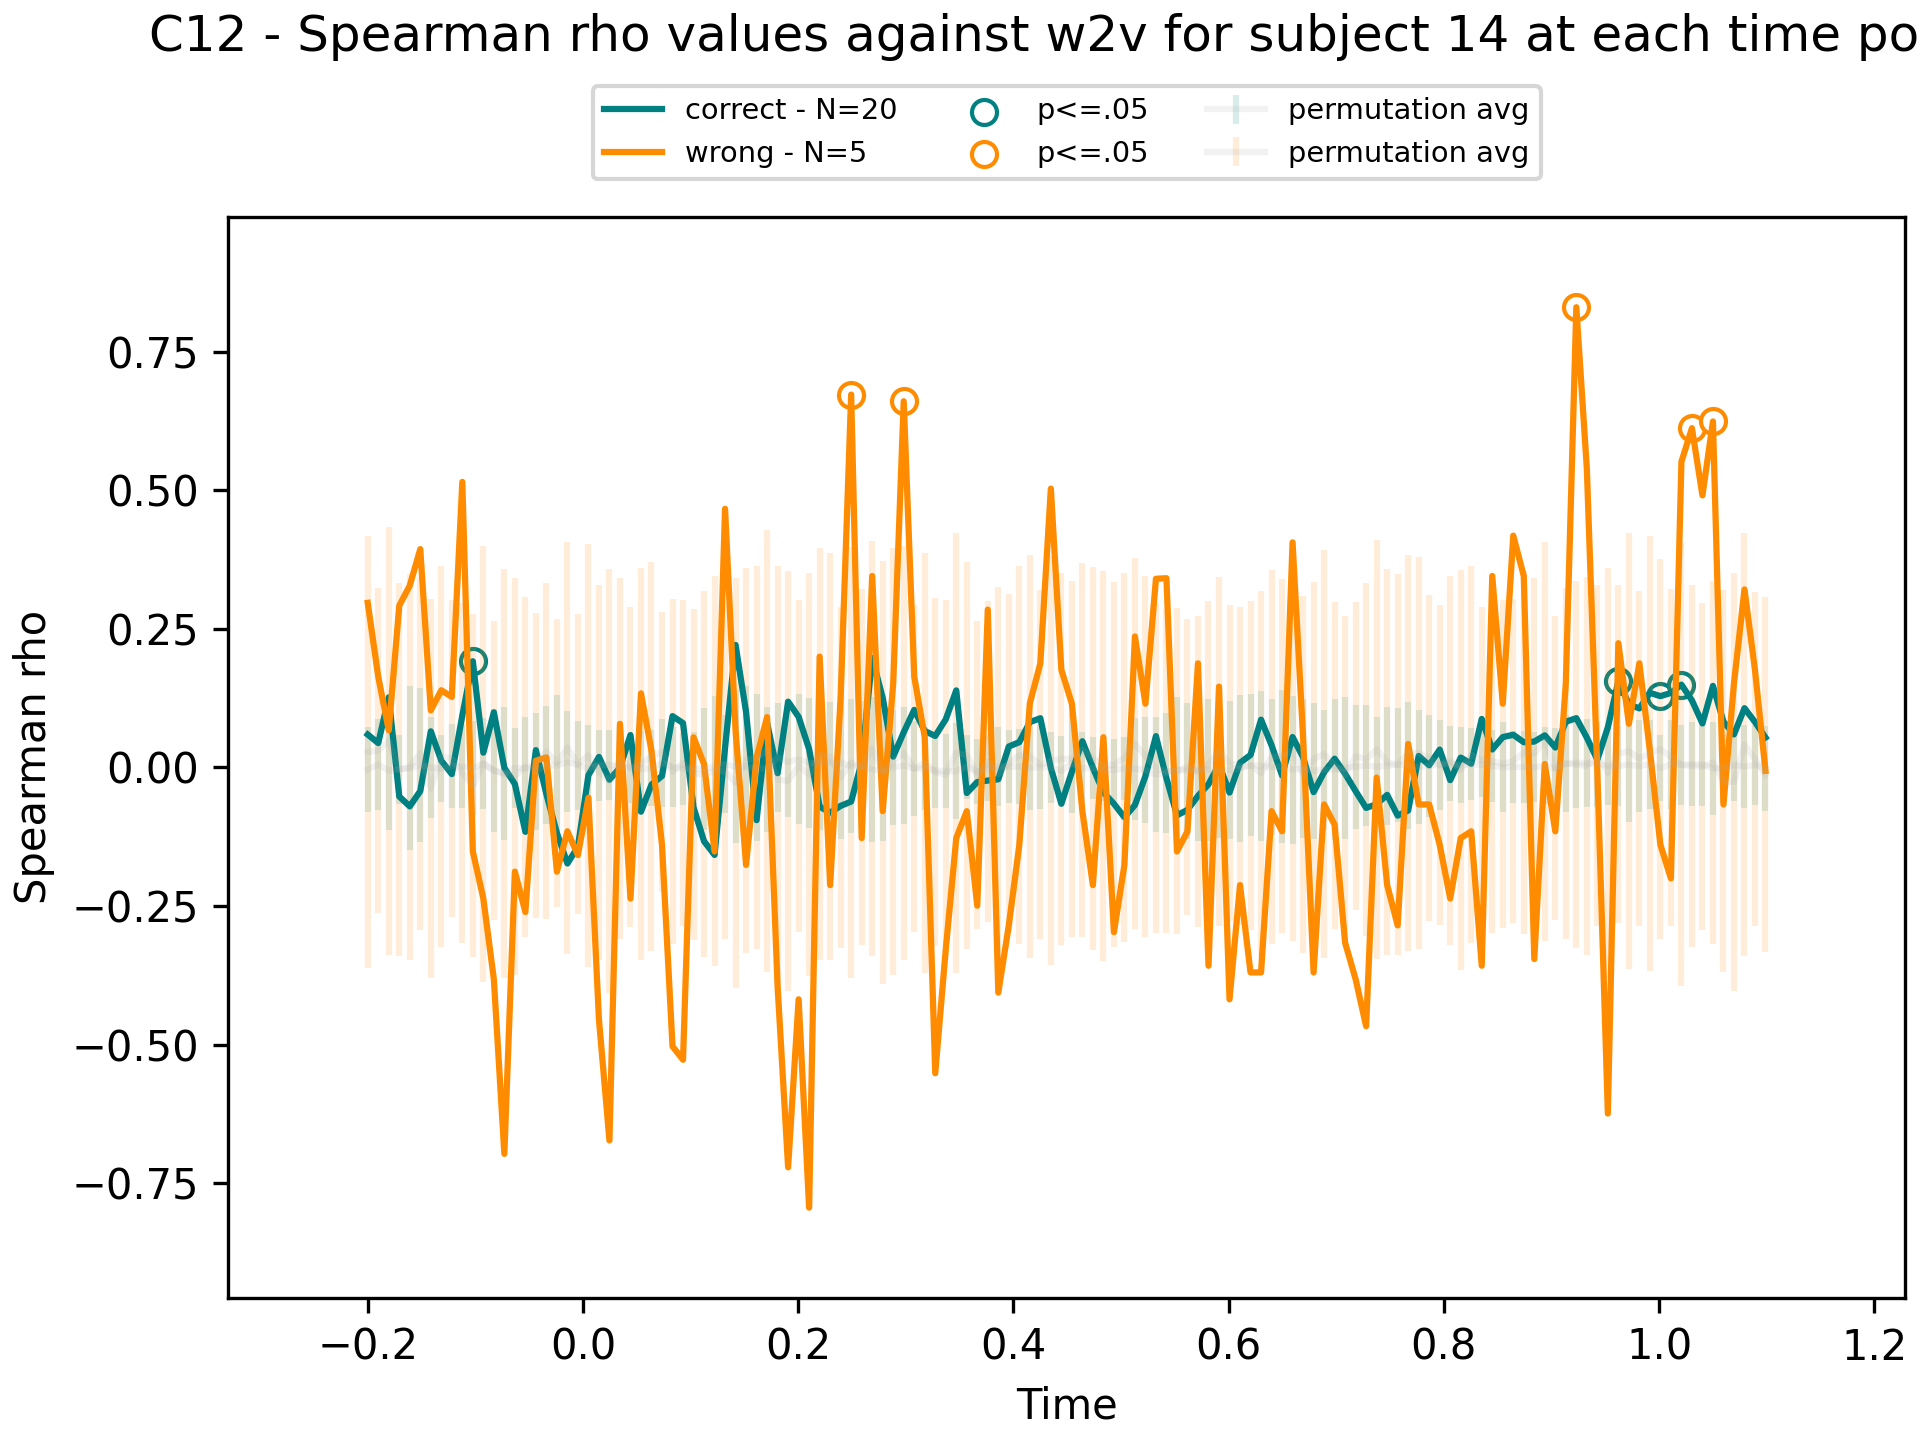 C12 - Spearman rho values against w2v for subject 14 at each time po
correct - N=20
wrong - N=5
p<=.05
p<=.05
permutation avg
permutation avg
Spearman rho
0.75
0.50
0.25
0.00
−0.25
−0.50
−0.75
−0.2
0.0
0.2
0.4
0.6
0.8
1.0
1.2
Time